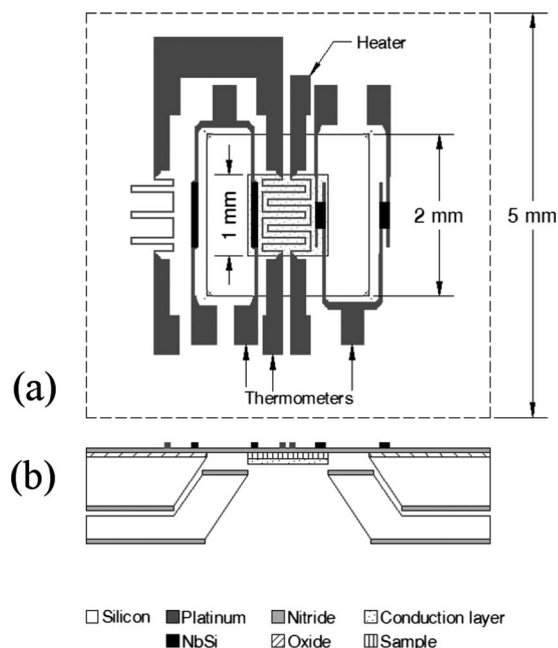 Heater
1 mm
2 mm
5 mm
(a)
Thermometers
(b)
Silicon Platinum Nitride Conduction layer
NbSi Oxide Sample